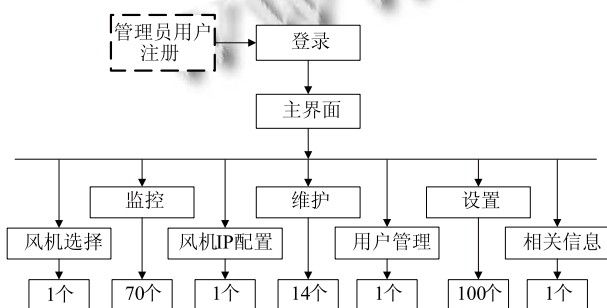 管理员用户
注册
登录
主界面
监控
维护
设置
风机选择
风机IP配置
用户管理
相关信息
1个
70个
1个
14个
1个
100个
1个